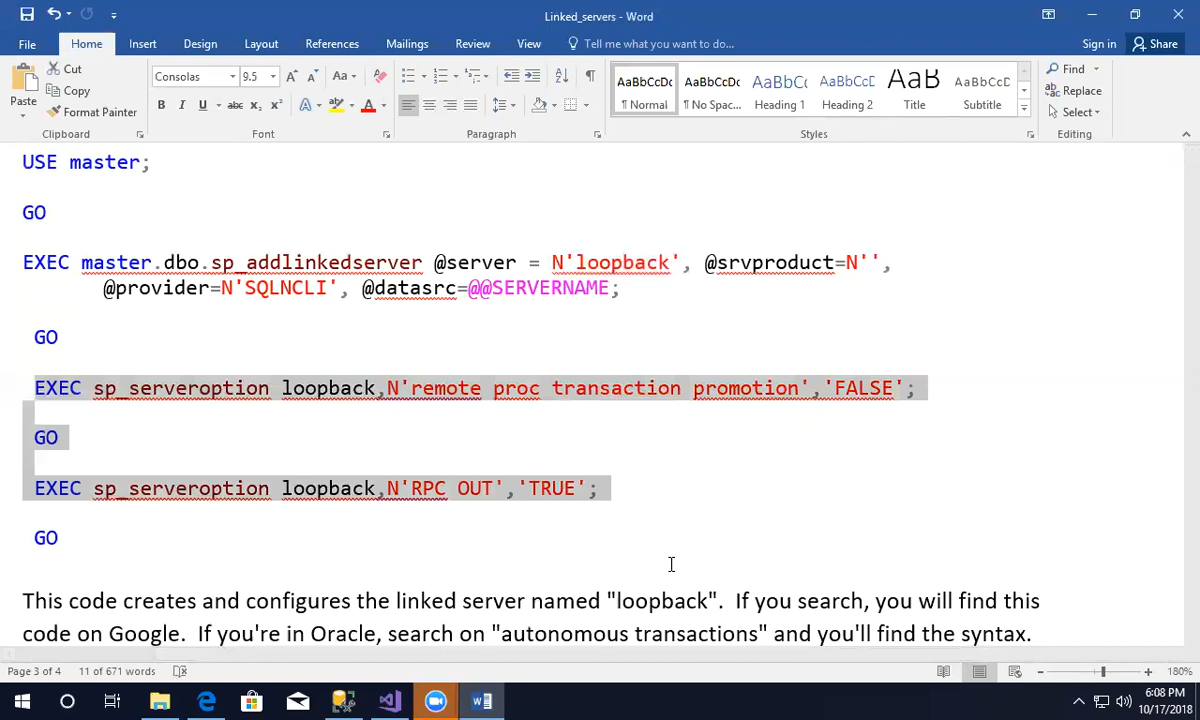 Linked_servers - Word
File Home Insert Design Layout References Mailings Review View Tell me what you want to do... Sign in Share
Paste Cut Copy Format Painter Clipboard
Consolas 9.5 Aa B I U abc x₂ x² A A Font
Paragraph
AaBbCcDc AaBbCcDc AaBbCc AaBbCcDc AaB AaBbCcDc
¶ Normal ¶ No Spac... Heading 1 Heading 2 Title Subtitle
Styles
Find
Replace
Select
Editing
USE master;
GO
EXEC master.dbo.sp_addlinkedserver @server = N'loopback', @srvproduct=N'',
@provider=N'SQLNCLI', @datasrc=@@SERVERNAME;
GO
EXEC sp_serveroption loopback,N'remote proc transaction promotion','FALSE';
GO
EXEC sp_serveroption loopback,N'RPC OUT','TRUE';
GO
This code creates and configures the linked server named "loopback". If you search, you will find this
code on Google. If you're in Oracle, search on "autonomous transactions" and you'll find the syntax.
Page 3 of 4 11 of 671 words 180%
6:08 PM
10/17/2018